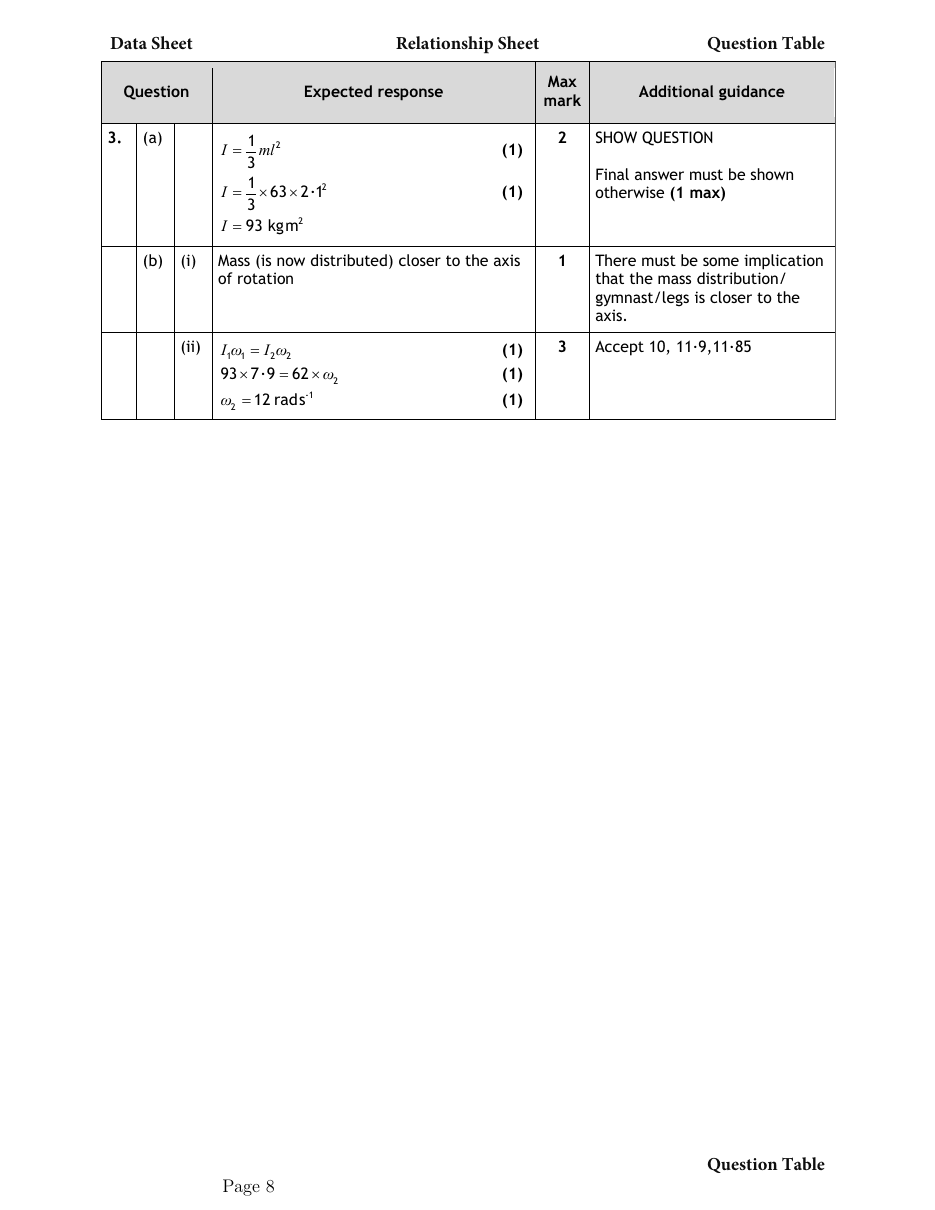 Data Sheet Relationship Sheet Question Table
Question Expected response Max mark Additional guidance
3. (a) I = 1/3 ml² (1) 2 SHOW QUESTION
I = 1/3 × 63 × 2·1² (1) Final answer must be shown otherwise (1 max)
I = 93 kgm²
(b) (i) Mass (is now distributed) closer to the axis 1 There must be some implication
of rotation that the mass distribution/
gymnast/legs is closer to the
axis.
(ii) I₁ω₁ = I₂ω₂ (1) 3 Accept 10, 11·9,11·85
93 × 7·9 = 62 × ω₂ (1)
ω₂ = 12 rads⁻¹ (1)
Question Table
Page 8